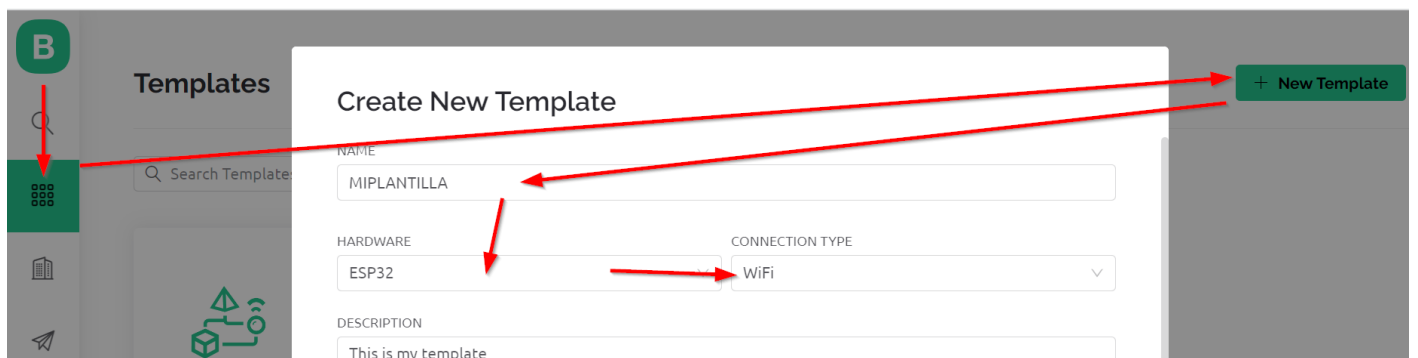 B
Templates
+ New Template
Create New Template
NAME
Search Templates
MIPLANTILLA
HARDWARE
CONNECTION TYPE
ESP32
WiFi
DESCRIPTION
This is my template